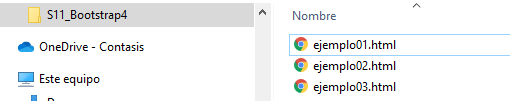 S11_Bootstrap4
OneDrive - Contasis
Este equipo
Nombre
ejemplo01.html
ejemplo02.html
ejemplo03.html